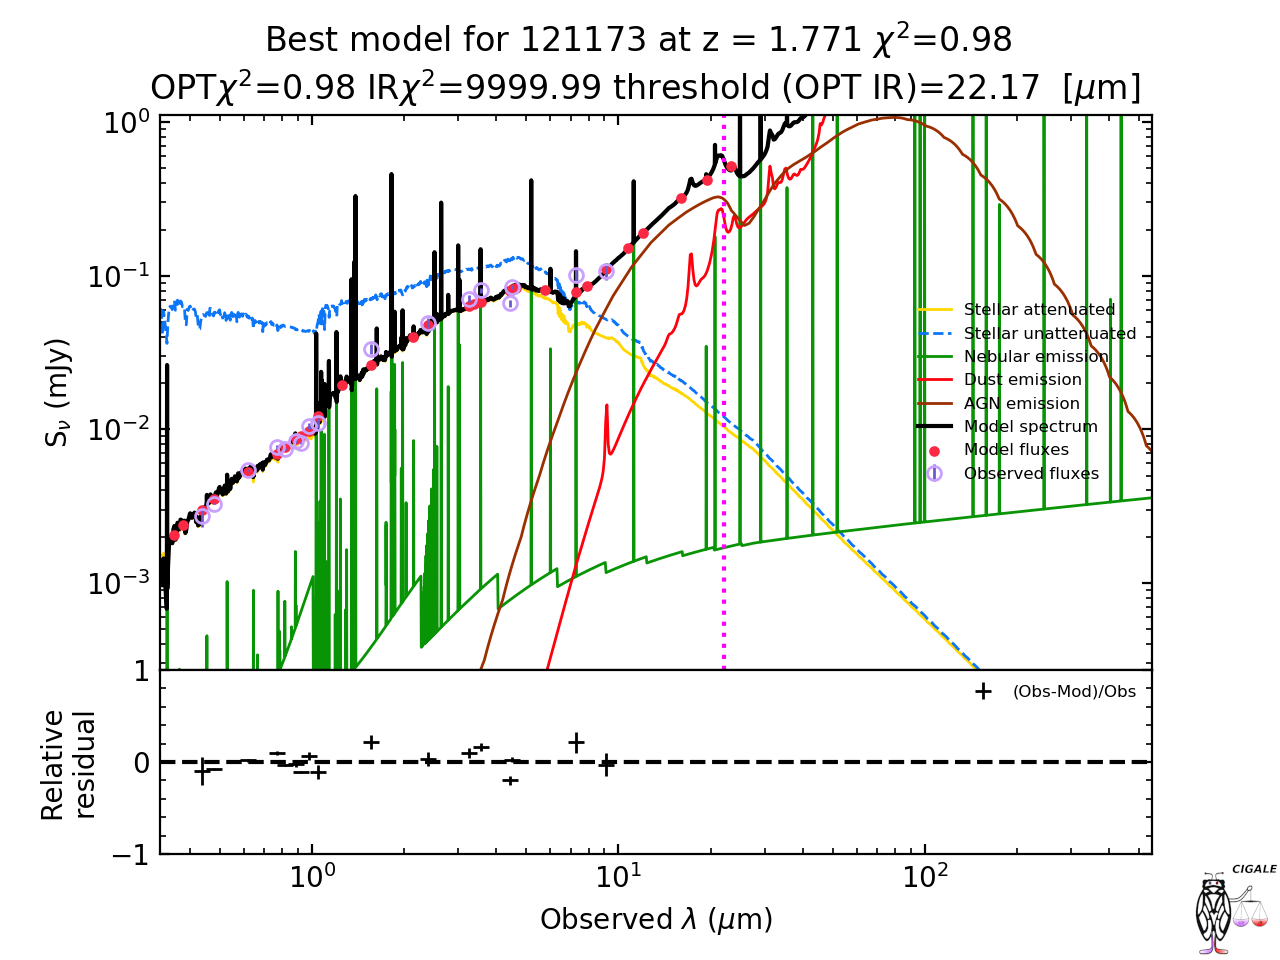 Best model for 121173 at z = 1.771 χ²=0.98
OPTχ²=0.98 IRχ²=9999.99 threshold (OPT IR)=22.17 [μm]
10⁰
10⁻¹
10⁻²
10⁻³
S_ν (mJy)
Stellar attenuated
Stellar unattenuated
Nebular emission
Dust emission
AGN emission
Model spectrum
Model fluxes
Observed fluxes
1
0
−1
Relative
residual
(Obs-Mod)/Obs
10⁰ 10¹ 10²
Observed λ (μm)
CIGALE